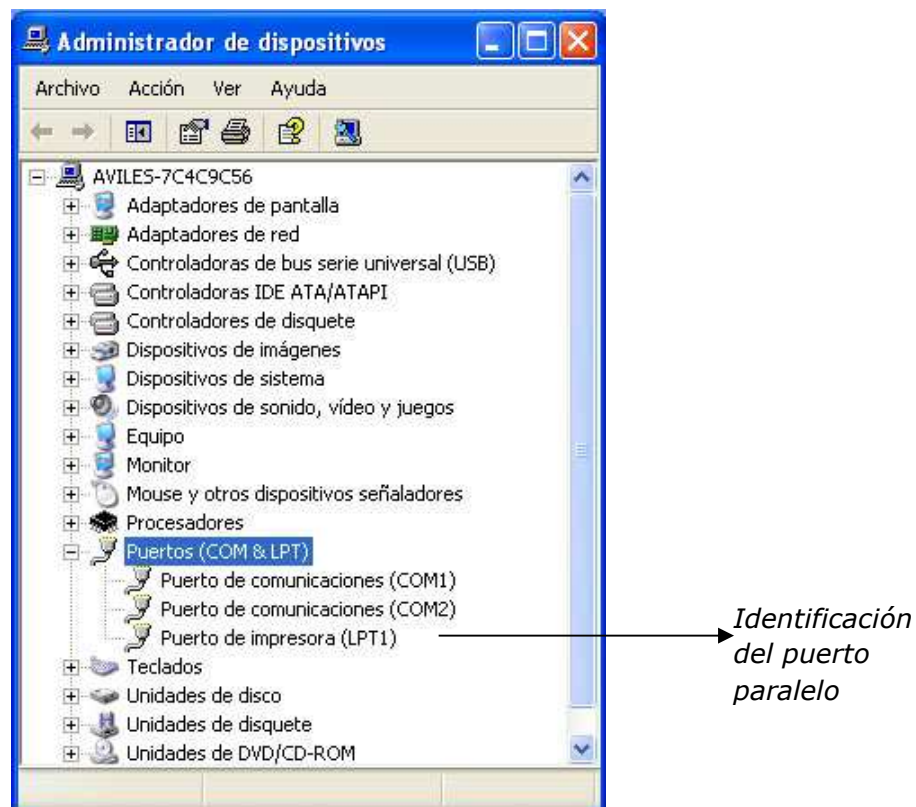 Administrador de dispositivos
Archivo Acción Ver Ayuda
AVILES-7C4C9C56
Adaptadores de pantalla
Adaptadores de red
Controladoras de bus serie universal (USB)
Controladoras IDE ATA/ATAPI
Controladores de disquete
Dispositivos de imágenes
Dispositivos de sistema
Dispositivos de sonido, vídeo y juegos
Equipo
Monitor
Mouse y otros dispositivos señaladores
Procesadores
Puertos (COM & LPT)
Puerto de comunicaciones (COM1)
Puerto de comunicaciones (COM2)
Puerto de impresora (LPT1)
Teclados
Unidades de disco
Unidades de disquete
Unidades de DVD/CD-ROM
Identificación
del puerto
paralelo